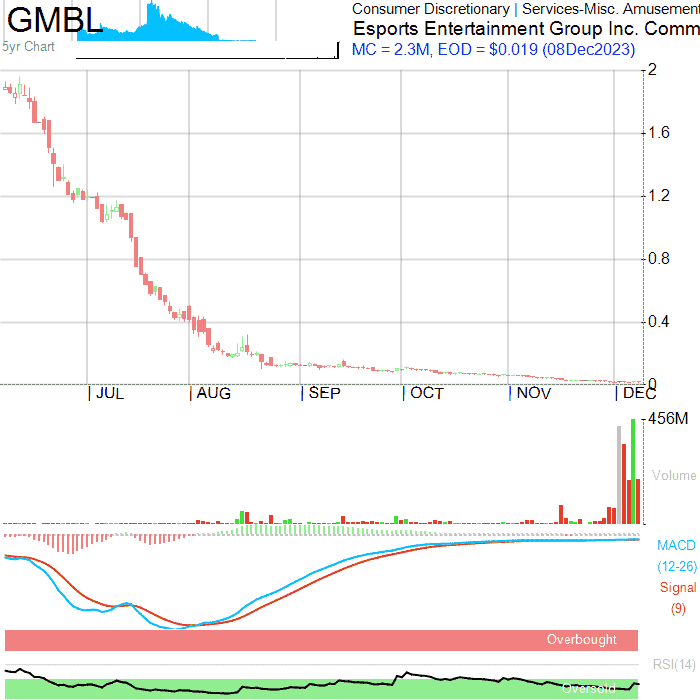 GMBL
5yr Chart
Consumer Discretionary | Services-Misc. Amusement
Esports Entertainment Group Inc. Comm
MC = 2.3M, EOD = $0.019 (08Dec2023)
2
1.6
1.2
0.8
0.4
0
JUL AUG SEP OCT NOV DEC
456M
Volume
MACD
(12-26)
Signal
(9)
Overbought
RSI(14)
Oversold